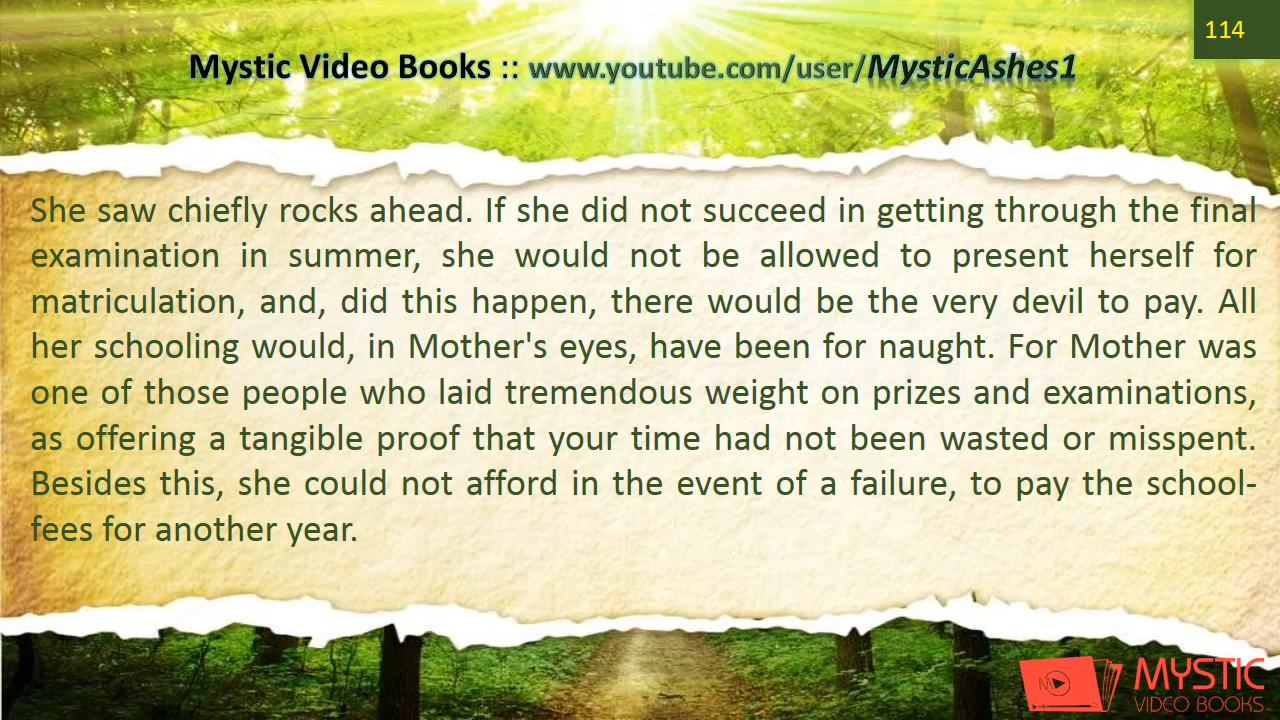 114
Mystic Video Books :: www.youtube.com/user/MysticAshes1
She saw chiefly rocks ahead. If she did not succeed in getting through the final
examination in summer, she would not be allowed to present herself for
matriculation, and, did this happen, there would be the very devil to pay. All
her schooling would, in Mother's eyes, have been for naught. For Mother was
one of those people who laid tremendous weight on prizes and examinations,
as offering a tangible proof that your time had not been wasted or misspent.
Besides this, she could not afford in the event of a failure, to pay the school-
fees for another year.
MYSTIC
VIDEO BOOKS